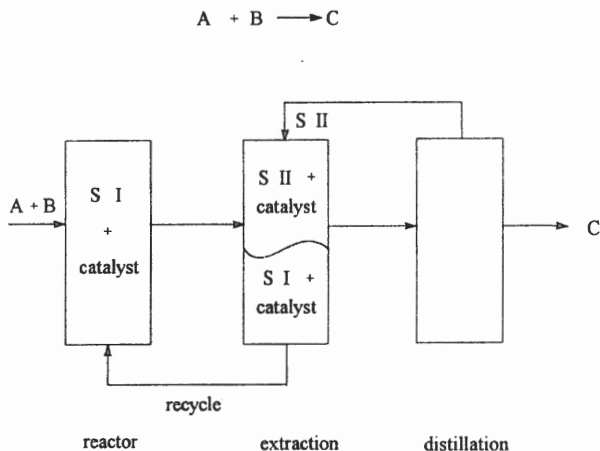 A + B → C
S II
A + B
S I
+
catalyst
S II +
catalyst
S I +
catalyst
C
recycle
reactor extraction distillation